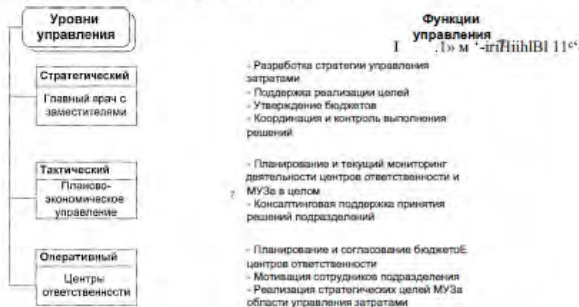 Уровни
управления
Функции
управления
Стратегический
Главный врач с
заместителями
- Разработка стратегии управления
затратами
- Поддержка реализации целей
- Утверждение бюджетов
- Координация и контроль выполнения
решений
Тактический
Планово-
экономическое
управление
- Планирование и текущий мониторинг
деятельности центров ответственности и
МУЗа в целом
- Консалтинговая поддержка принятия
решений подразделений
?
Оперативный
Центры
ответственности
- Планирование и согласование бюджетоЕ
центров ответственности
- Мотивация сотрудников подразделения
- Реализация стратегических целей МУЗа
области управления затратами